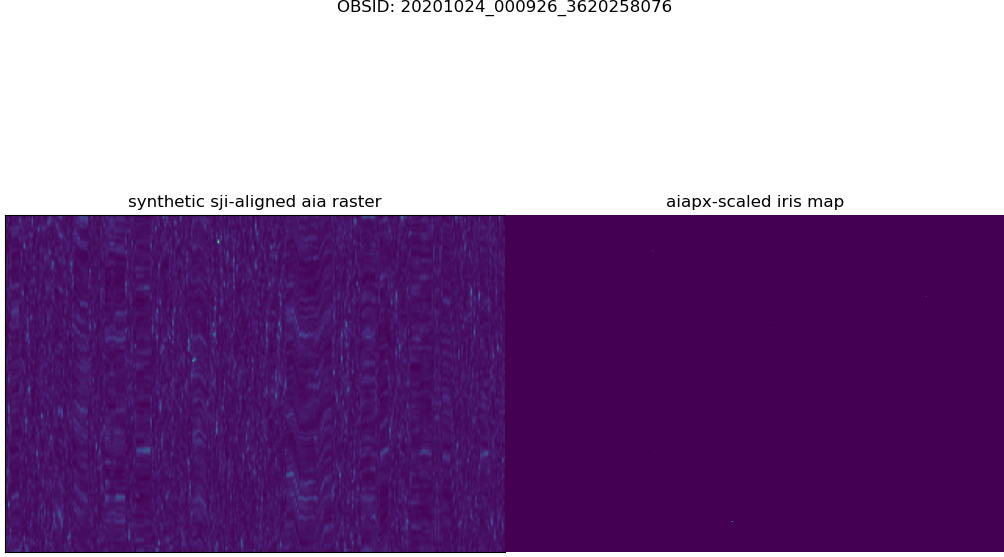 OBSID: 20201024_000926_3620258076
synthetic sji-aligned aia raster
aiapx-scaled iris map